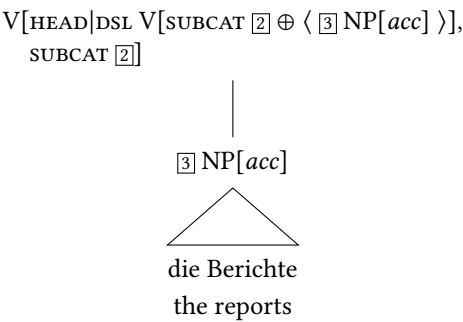 V[HEAD|DSL V[SUBCAT 2 ⊕ ⟨ 3 NP[acc] ⟩],
SUBCAT 2]
3 NP[acc]
die Berichte
the reports